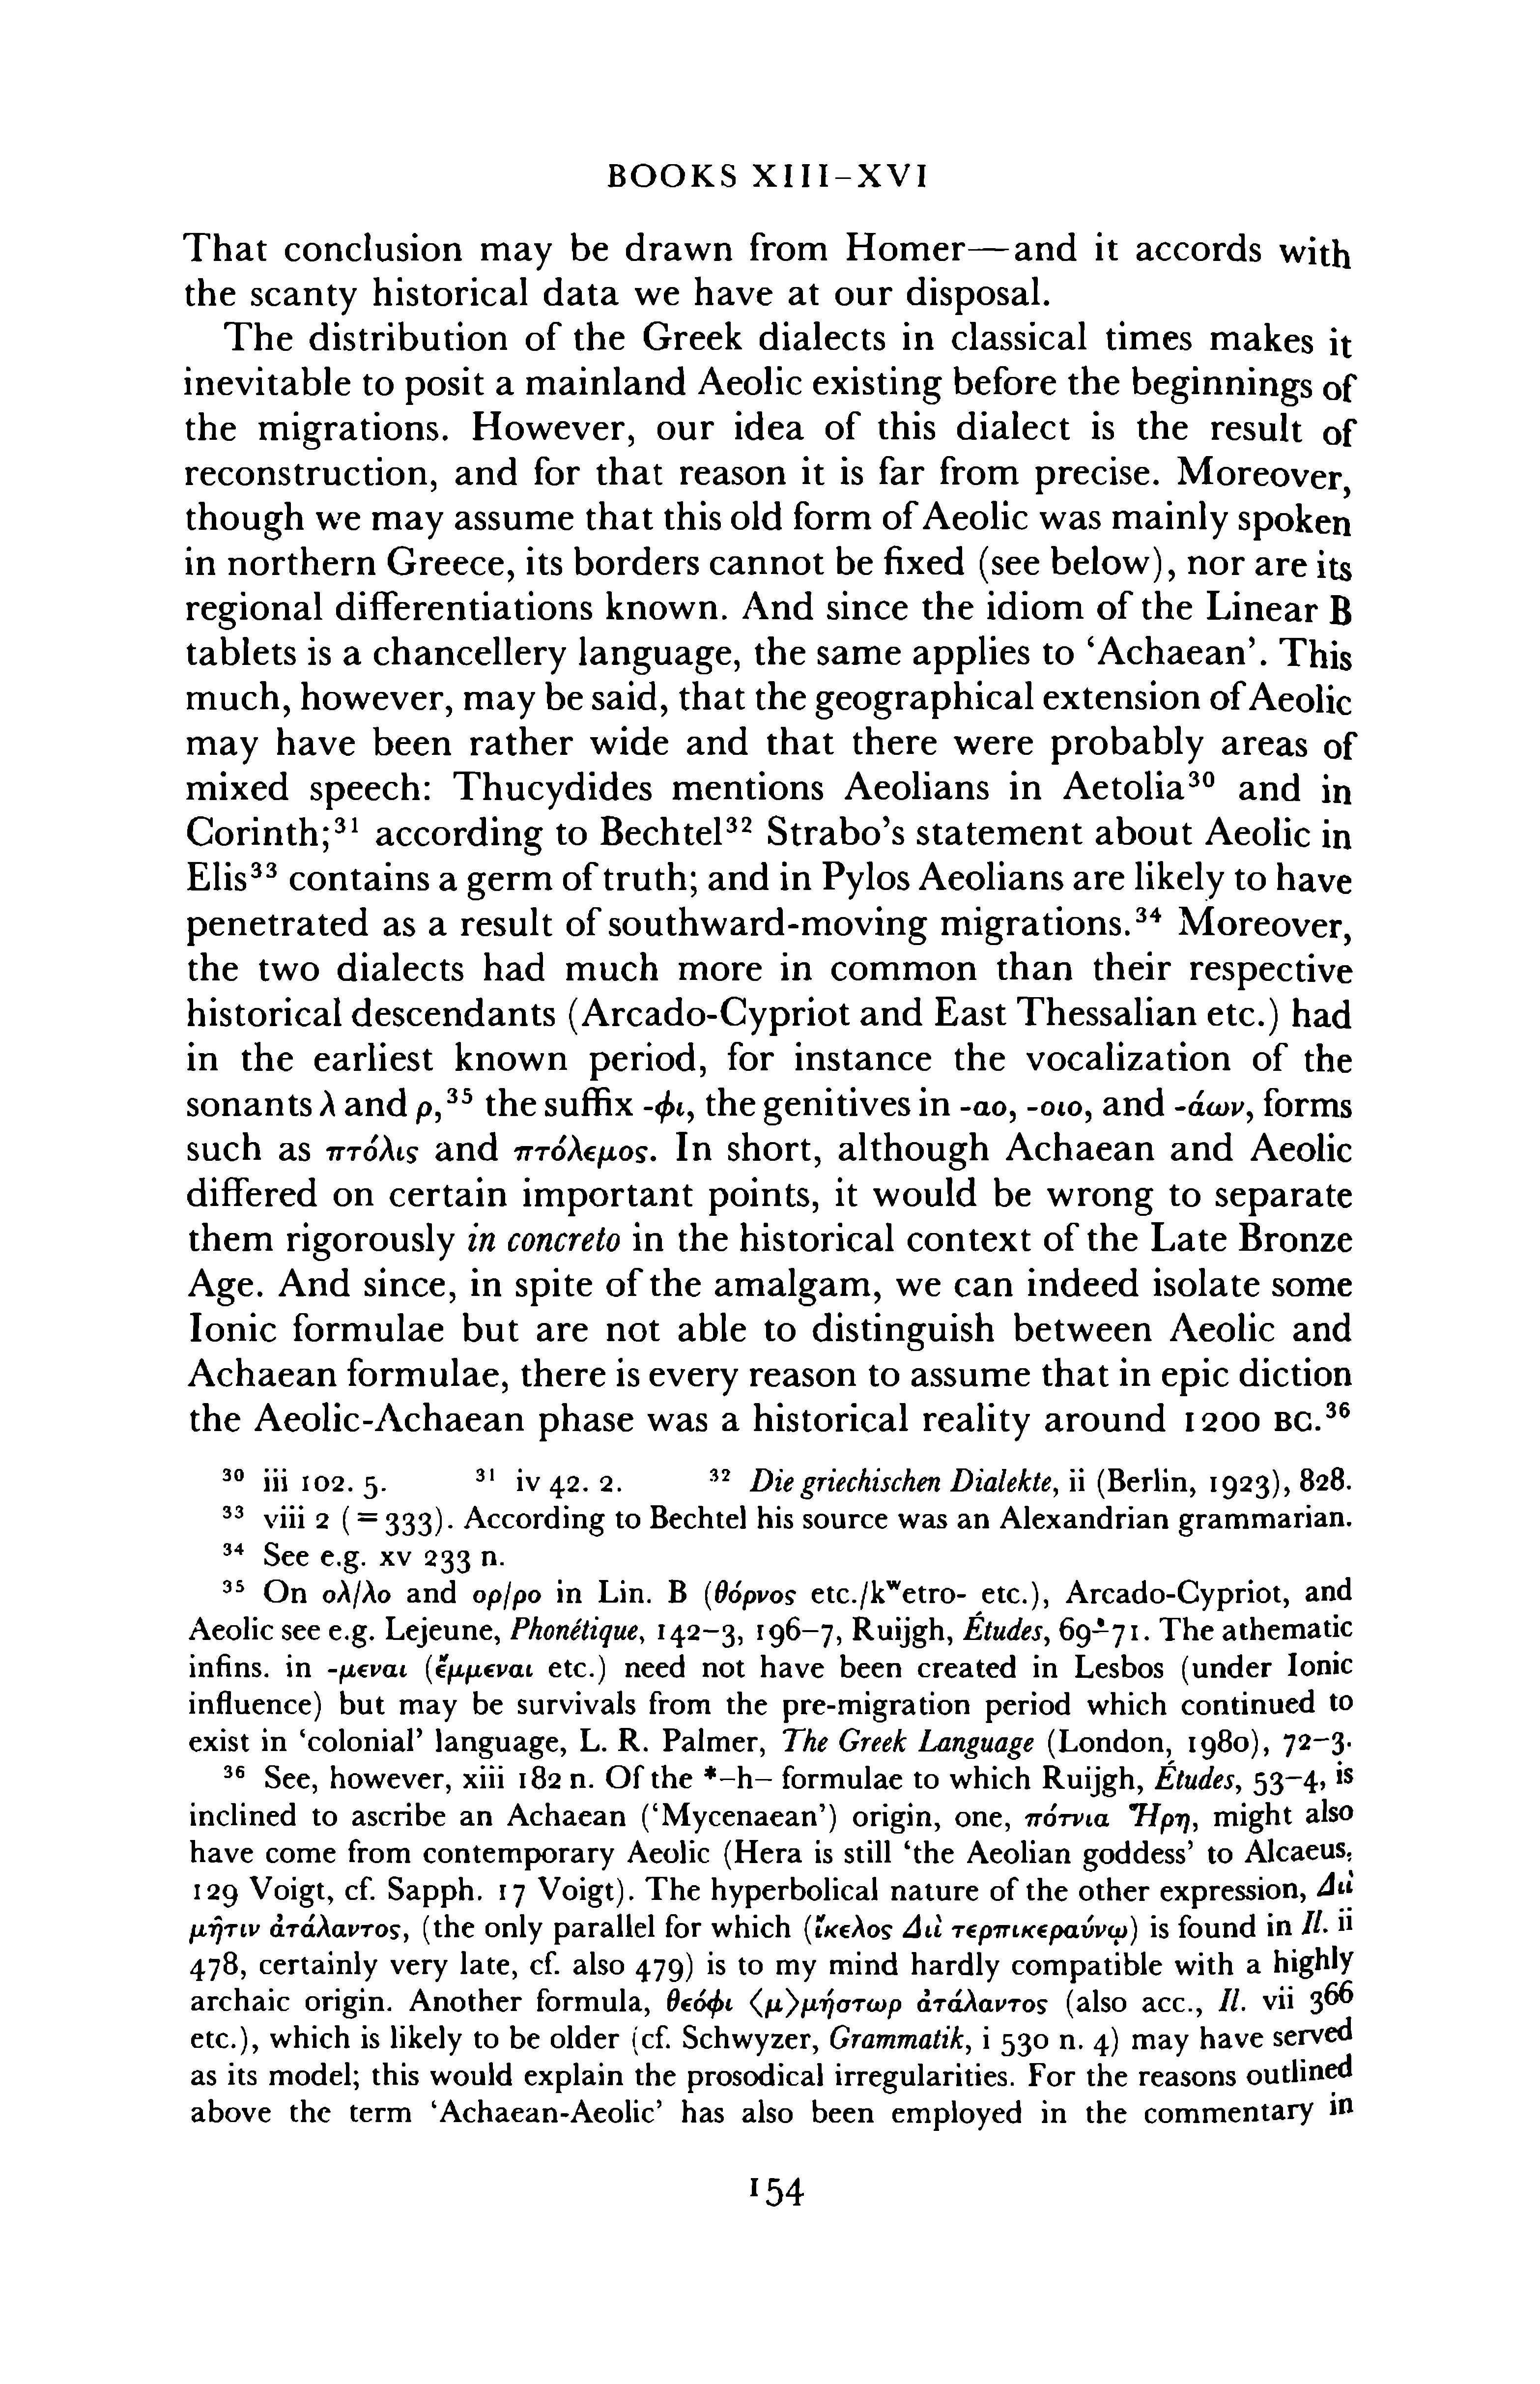 BOOKS XIII–XVI
That conclusion may be drawn from Homer—and it accords with
the scanty historical data we have at our disposal.
The distribution of the Greek dialects in classical times makes it
inevitable to posit a mainland Aeolic existing before the beginnings of
the migrations. However, our idea of this dialect is the result of
reconstruction, and for that reason it is far from precise. Moreover,
though we may assume that this old form of Aeolic was mainly spoken
in northern Greece, its borders cannot be fixed (see below), nor are its
regional differentiations known. And since the idiom of the Linear B
tablets is a chancellery language, the same applies to ‘Achaean’. This
much, however, may be said, that the geographical extension of Aeolic
may have been rather wide and that there were probably areas of
mixed speech: Thucydides mentions Aeolians in Aetolia³⁰ and in
Corinth;³¹ according to Bechtel³² Strabo’s statement about Aeolic in
Elis³³ contains a germ of truth; and in Pylos Aeolians are likely to have
penetrated as a result of southward-moving migrations.³⁴ Moreover,
the two dialects had much more in common than their respective
historical descendants (Arcado-Cypriot and East Thessalian etc.) had
in the earliest known period, for instance the vocalization of the
sonants λ and ρ,³⁵ the suffix -φι, the genitives in -αο, -οιο, and -άων, forms
such as πτόλις and πτόλεμος. In short, although Achaean and Aeolic
differed on certain important points, it would be wrong to separate
them rigorously in concreto in the historical context of the Late Bronze
Age. And since, in spite of the amalgam, we can indeed isolate some
Ionic formulae but are not able to distinguish between Aeolic and
Achaean formulae, there is every reason to assume that in epic diction
the Aeolic-Achaean phase was a historical reality around 1200 BC.³⁶
³⁰ iii 102. 5. ³¹ iv 42. 2. ³² Die griechischen Dialekte, ii (Berlin, 1923), 828.
³³ viii 2 (=333). According to Bechtel his source was an Alexandrian grammarian.
³⁴ See e.g. xv 233 n.
³⁵ On ολ/λο and ορ/ρο in Lin. B (θόρνος etc./kʷetro- etc.), Arcado-Cypriot, and
Aeolic see e.g. Lejeune, Phonétique, 142–3, 196–7, Ruijgh, Études, 69–71. The athematic
infins. in -μεναι (ἔμμεναι etc.) need not have been created in Lesbos (under Ionic
influence) but may be survivals from the pre-migration period which continued to
exist in ‘colonial’ language, L. R. Palmer, The Greek Language (London, 1980), 72–3.
³⁶ See, however, xiii 182 n. Of the *–h– formulae to which Ruijgh, Études, 53–4, is
inclined to ascribe an Achaean (‘Mycenaean’) origin, one, πότνια Ἥρη, might also
have come from contemporary Aeolic (Hera is still ‘the Aeolian goddess’ to Alcaeus,
129 Voigt, cf. Sapph. 17 Voigt). The hyperbolical nature of the other expression, Διὶ
μῆτιν ἀτάλαντος, (the only parallel for which (ἴκελος Διὶ τερπικεραύνῳ) is found in Il. ii
478, certainly very late, cf. also 479) is to my mind hardly compatible with a highly
archaic origin. Another formula, θεόφι ⟨μ⟩μήστωρ ἀτάλαντος (also acc., Il. vii 366
etc.), which is likely to be older (cf. Schwyzer, Grammatik, i 530 n. 4) may have served
as its model; this would explain the prosodical irregularities. For the reasons outlined
above the term ‘Achaean-Aeolic’ has also been employed in the commentary in
154